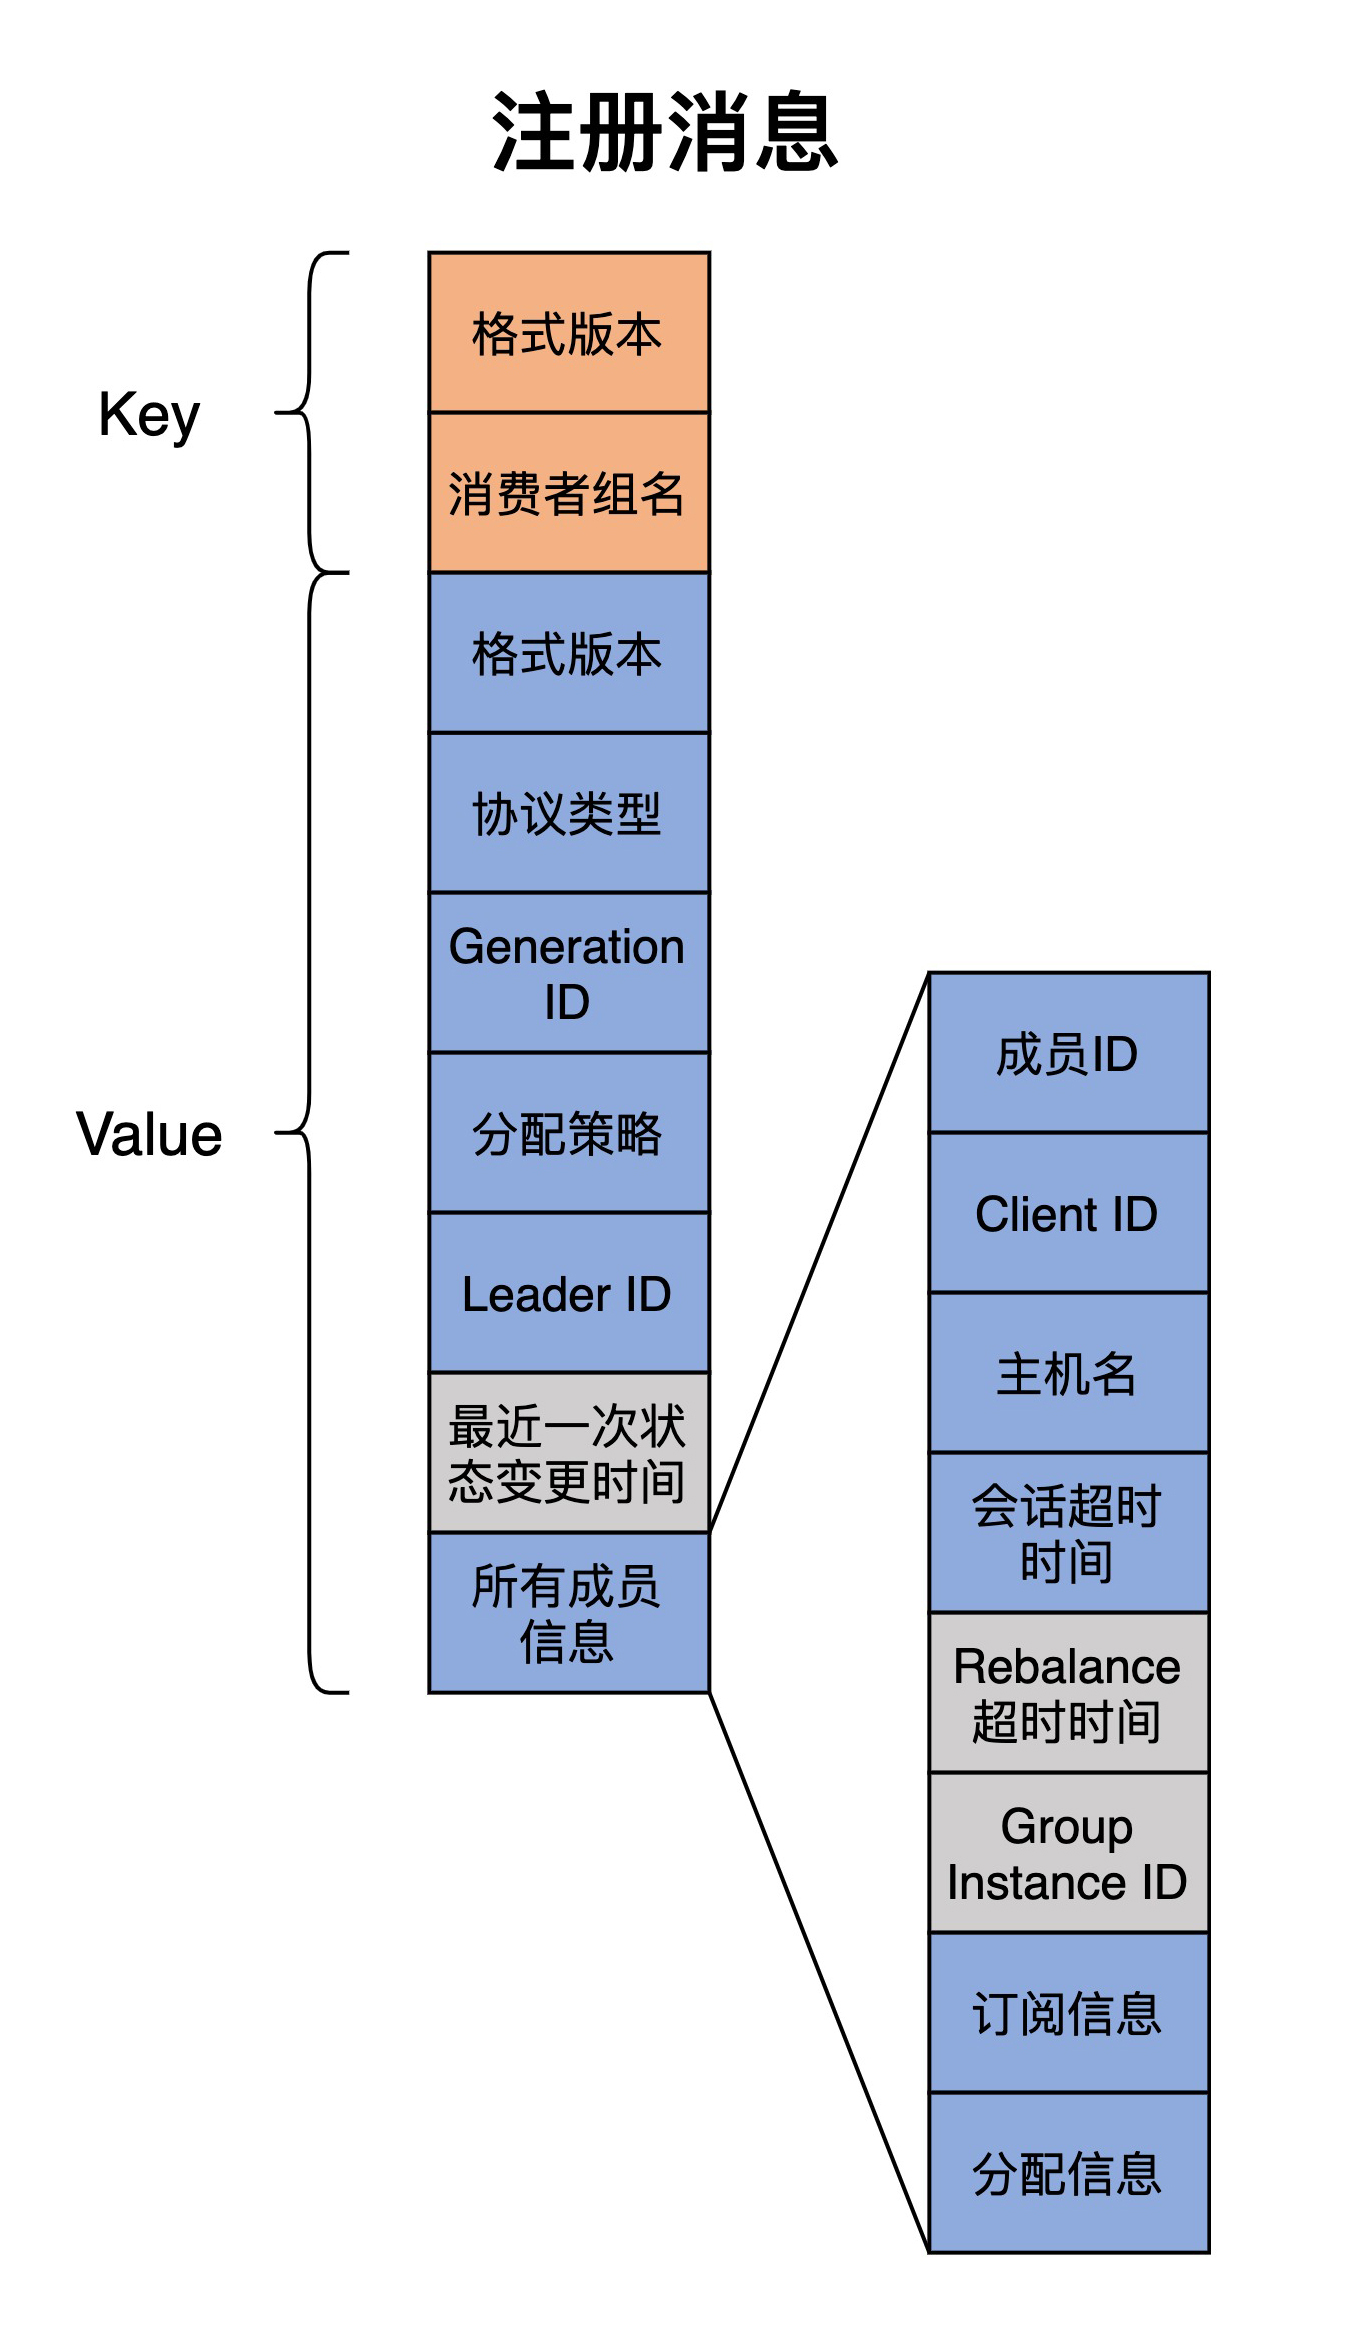 注册消息
Key
格式版本
消费者组名
Value
格式版本
协议类型
Generation
ID
分配策略
Leader ID
最近一次状
态变更时间
所有成员
信息
成员ID
Client ID
主机名
会话超时
时间
Rebalance
超时时间
Group
Instance ID
订阅信息
分配信息